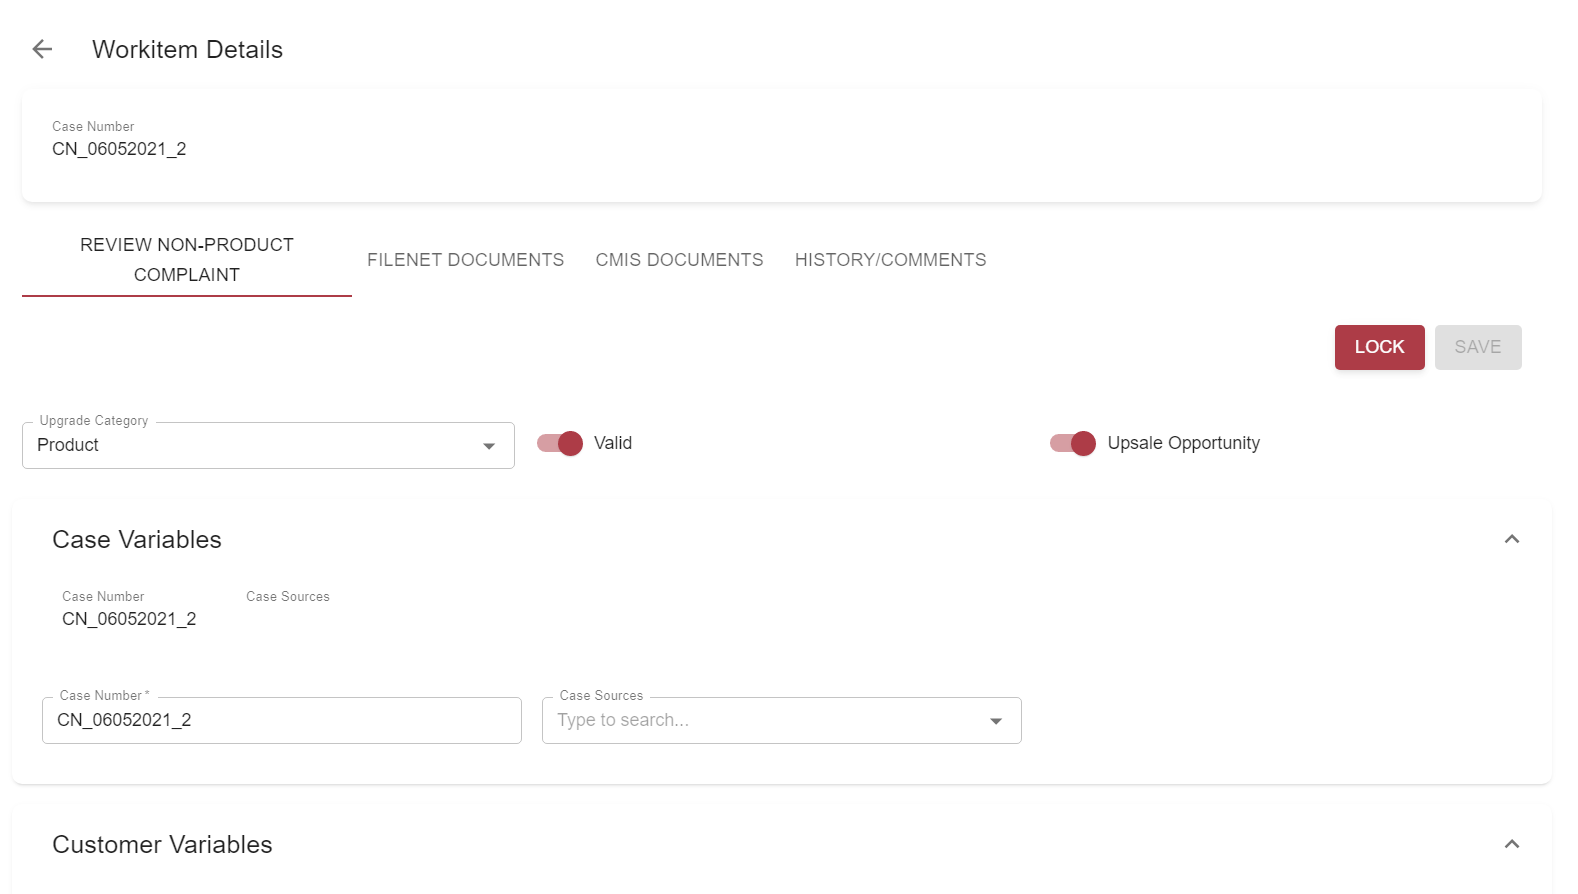 Workitem Details
Case Number
CN_06052021_2
REVIEW NON-PRODUCT
COMPLAINT
FILENET DOCUMENTS
CMIS DOCUMENTS
HISTORY/COMMENTS
LOCK
SAVE
Upgrade Category
Product
Valid
Upsale Opportunity
Case Variables
Case Number
CN_06052021_2
Case Sources
Case Number *
CN_06052021_2
Case Sources
Type to search...
Customer Variables